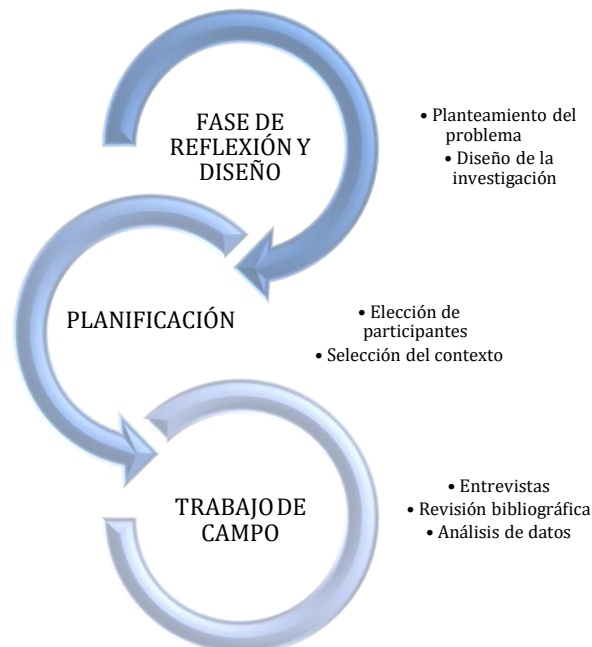 FASE DE
REFLEXIÓN Y
DISEÑO
• Planteamiento del
problema
• Diseño de la
investigación
PLANIFICACIÓN
• Elección de
participantes
• Selección del contexto
TRABAJO DE
CAMPO
• Entrevistas
• Revisión bibliográfica
• Análisis de datos